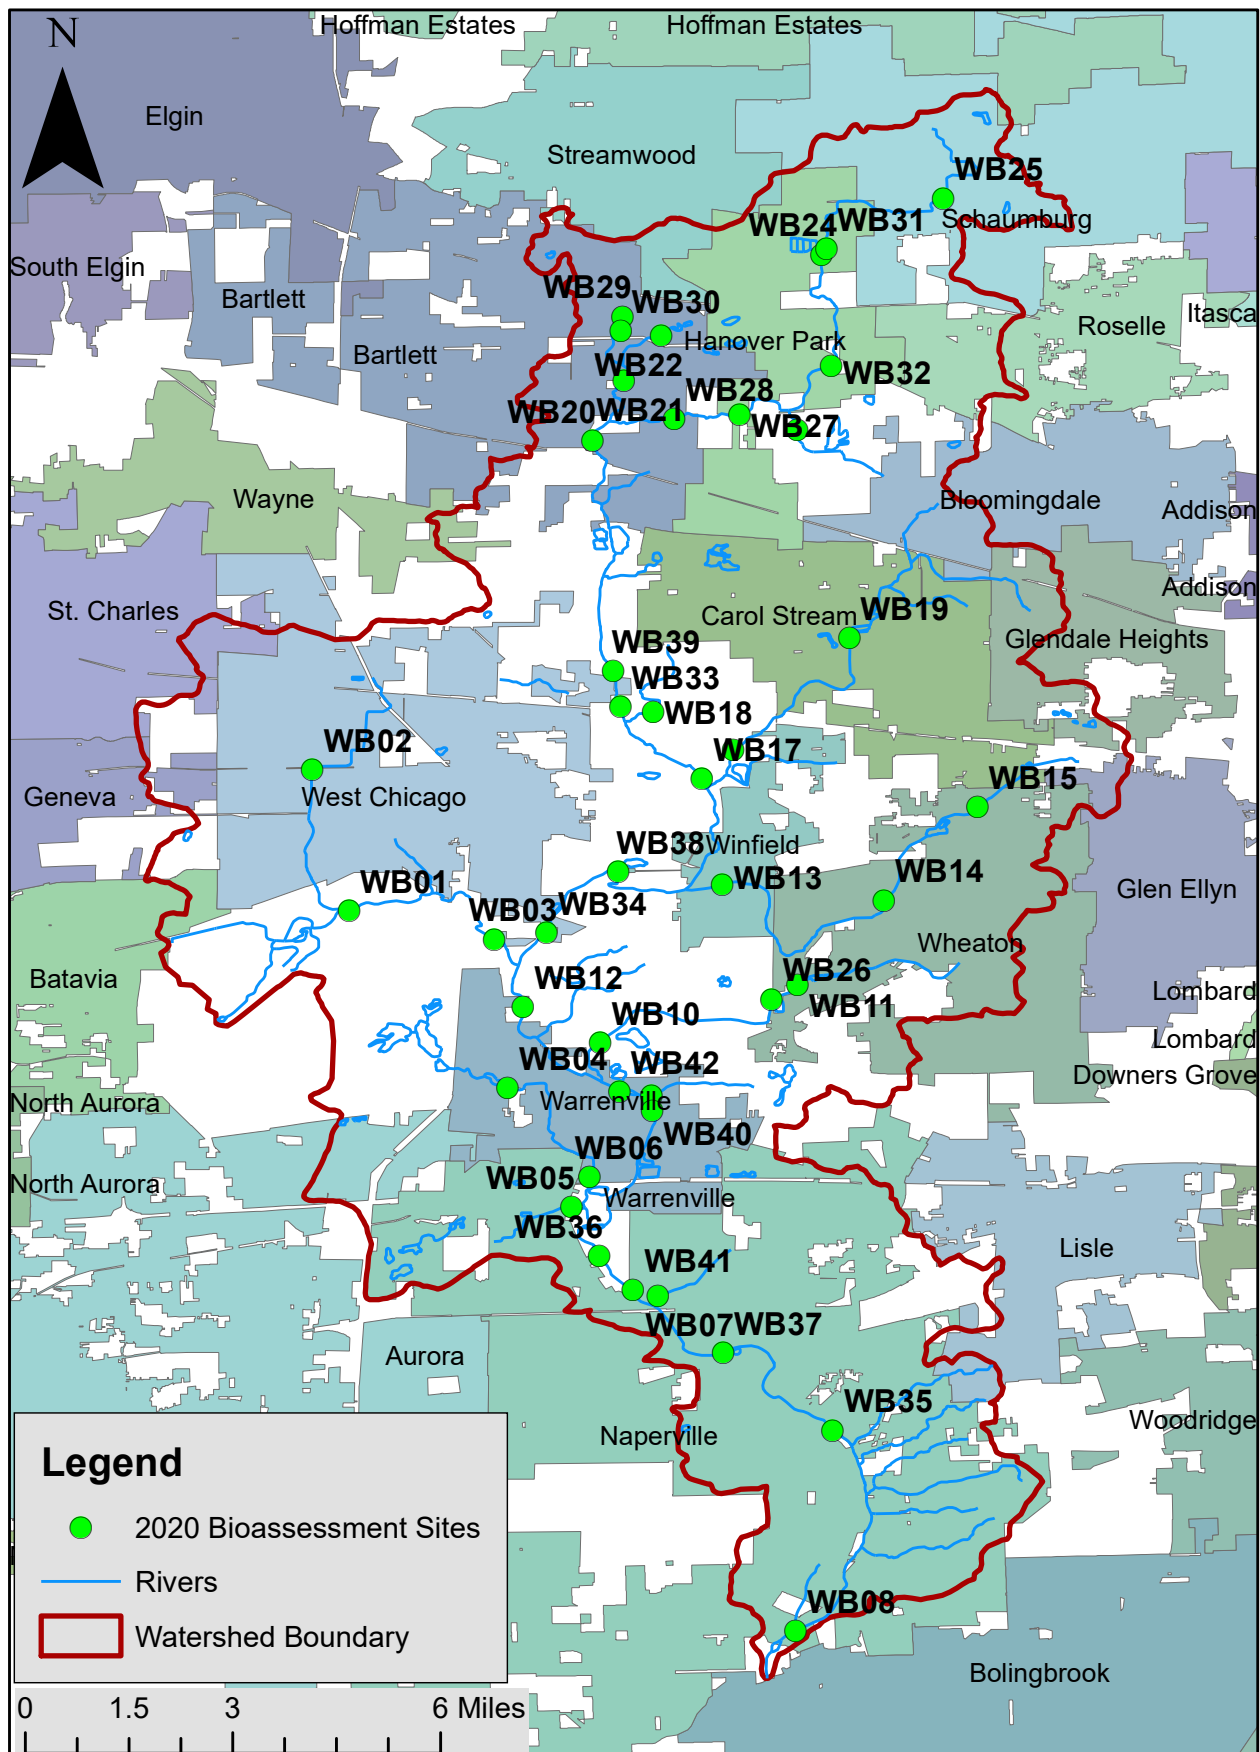 Hoffman Estates
Hoffman Estates
N
Elgin
Streamwood
WB25
Schaumburg
WB24
WB31
South Elgin
Bartlett
WB29
WB30
Itasca
Roselle
Hanover Park
Bartlett
WB22
WB32
WB28
WB20
WB21
WB27
Wayne
Bloomingdale
Addison
Addison
St. Charles
Carol Stream
WB19
Glendale Heights
WB39
WB33
WB18
WB02
WB17
Geneva
West Chicago
WB15
WB38
Winfield
WB01
WB13
WB14
Glen Ellyn
WB03
WB34
Wheaton
Batavia
WB26
WB12
WB11
Lombard
WB10
Lombard
WB04
WB42
Downers Grove
North Aurora
Warrenville
WB40
WB06
WB05
North Aurora
Warrenville
WB36
Lisle
WB41
WB07
WB37
Aurora
WB35
Woodridge
Naperville
Legend
2020 Bioassessment Sites
Rivers
Watershed Boundary
WB08
Bolingbrook
0 1.5 3 6 Miles